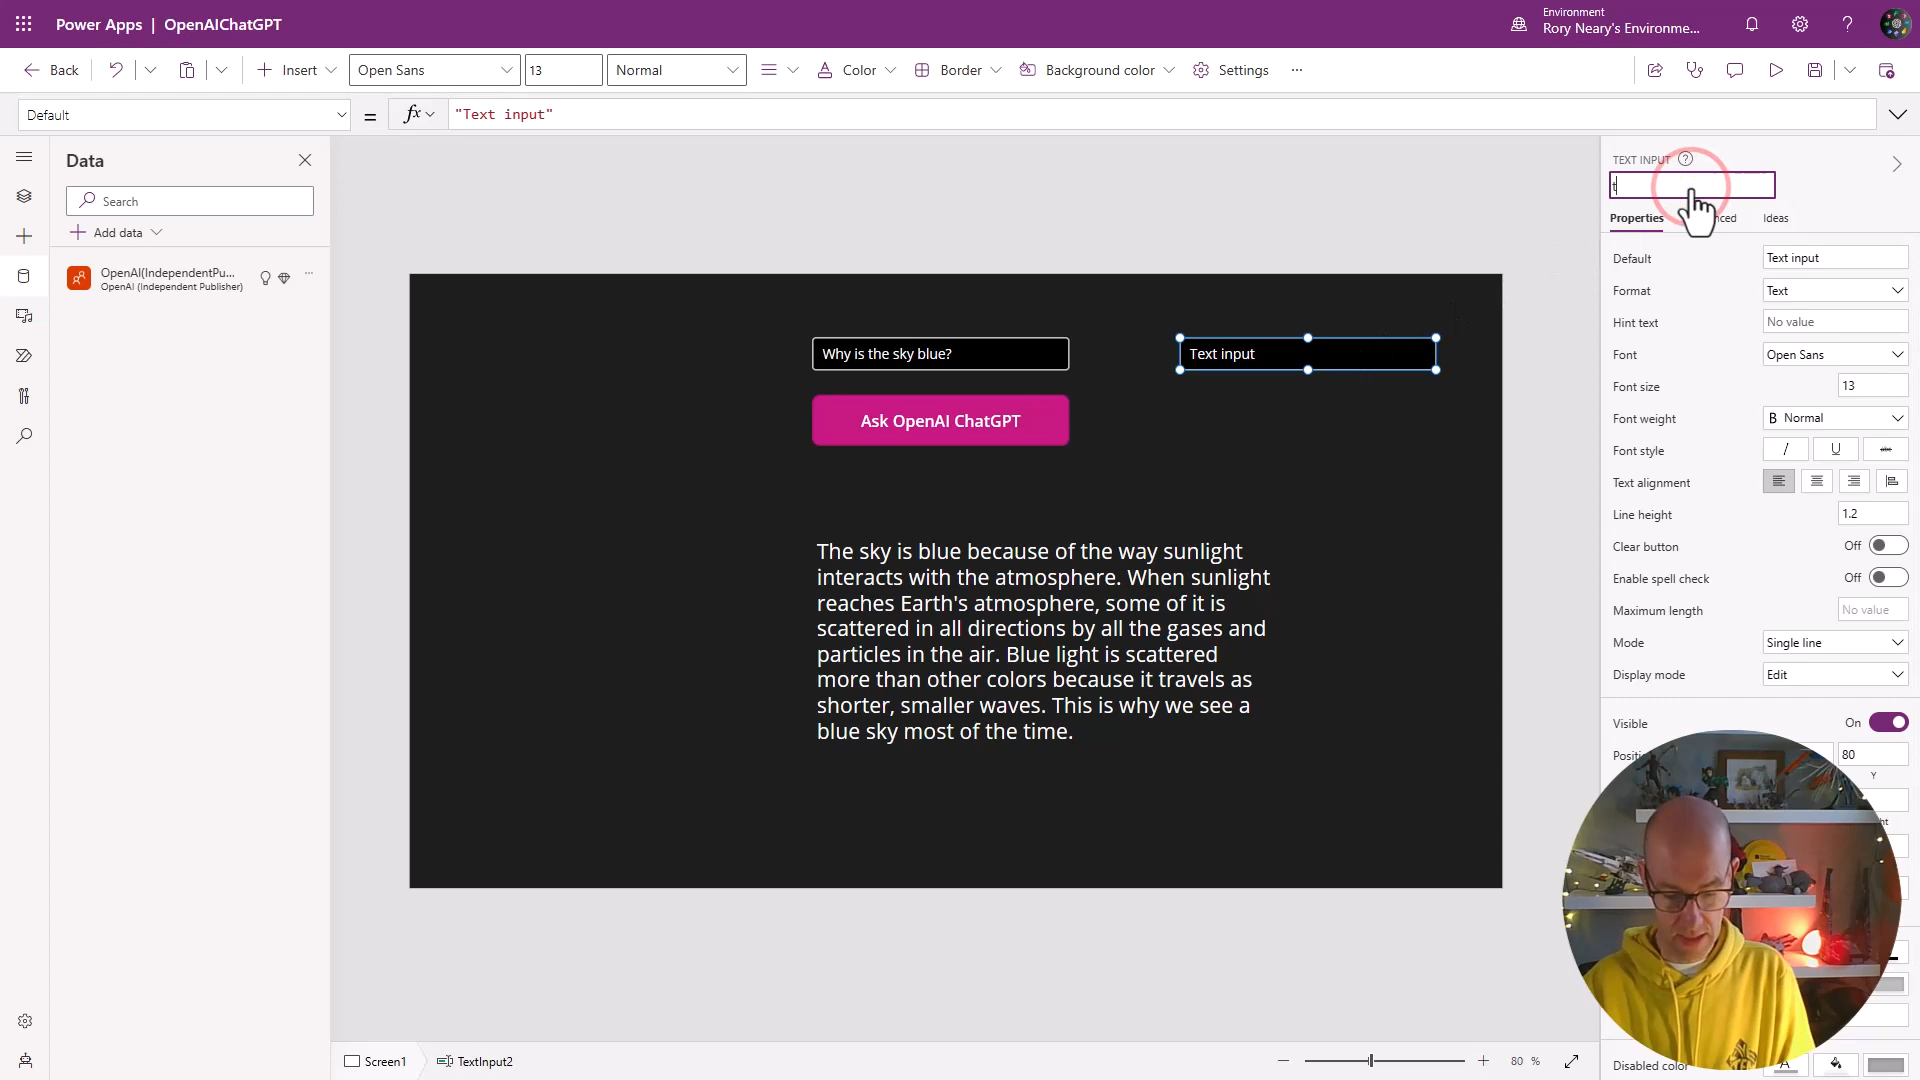 Power Apps | OpenAIChatGPT
Environment
Rory Neary's Environme...
Back
Insert
Open Sans
13
Normal
Color
Border
Background color
Settings
Default
=
fx
"Text input"
Data
Search
Add data
OpenAI(IndependentPu...
OpenAI (Independent Publisher)
Why is the sky blue?
Text input
Ask OpenAI ChatGPT
The sky is blue because of the way sunlight
interacts with the atmosphere. When sunlight
reaches Earth's atmosphere, some of it is
scattered in all directions by all the gases and
particles in the air. Blue light is scattered
more than other colors because it travels as
shorter, smaller waves. This is why we see a
blue sky most of the time.
Screen1
TextInput2
80 %
TEXT INPUT
t
Properties
Ideas
Default
Text input
Format
Text
Hint text
No value
Font
Open Sans
Font size
13
Font weight
B Normal
Font style
/ U abc
Text alignment
Line height
1.2
Clear button
Off
Enable spell check
Off
Maximum length
No value
Mode
Single line
Display mode
Edit
Visible
On
80
Y
Disabled color
A